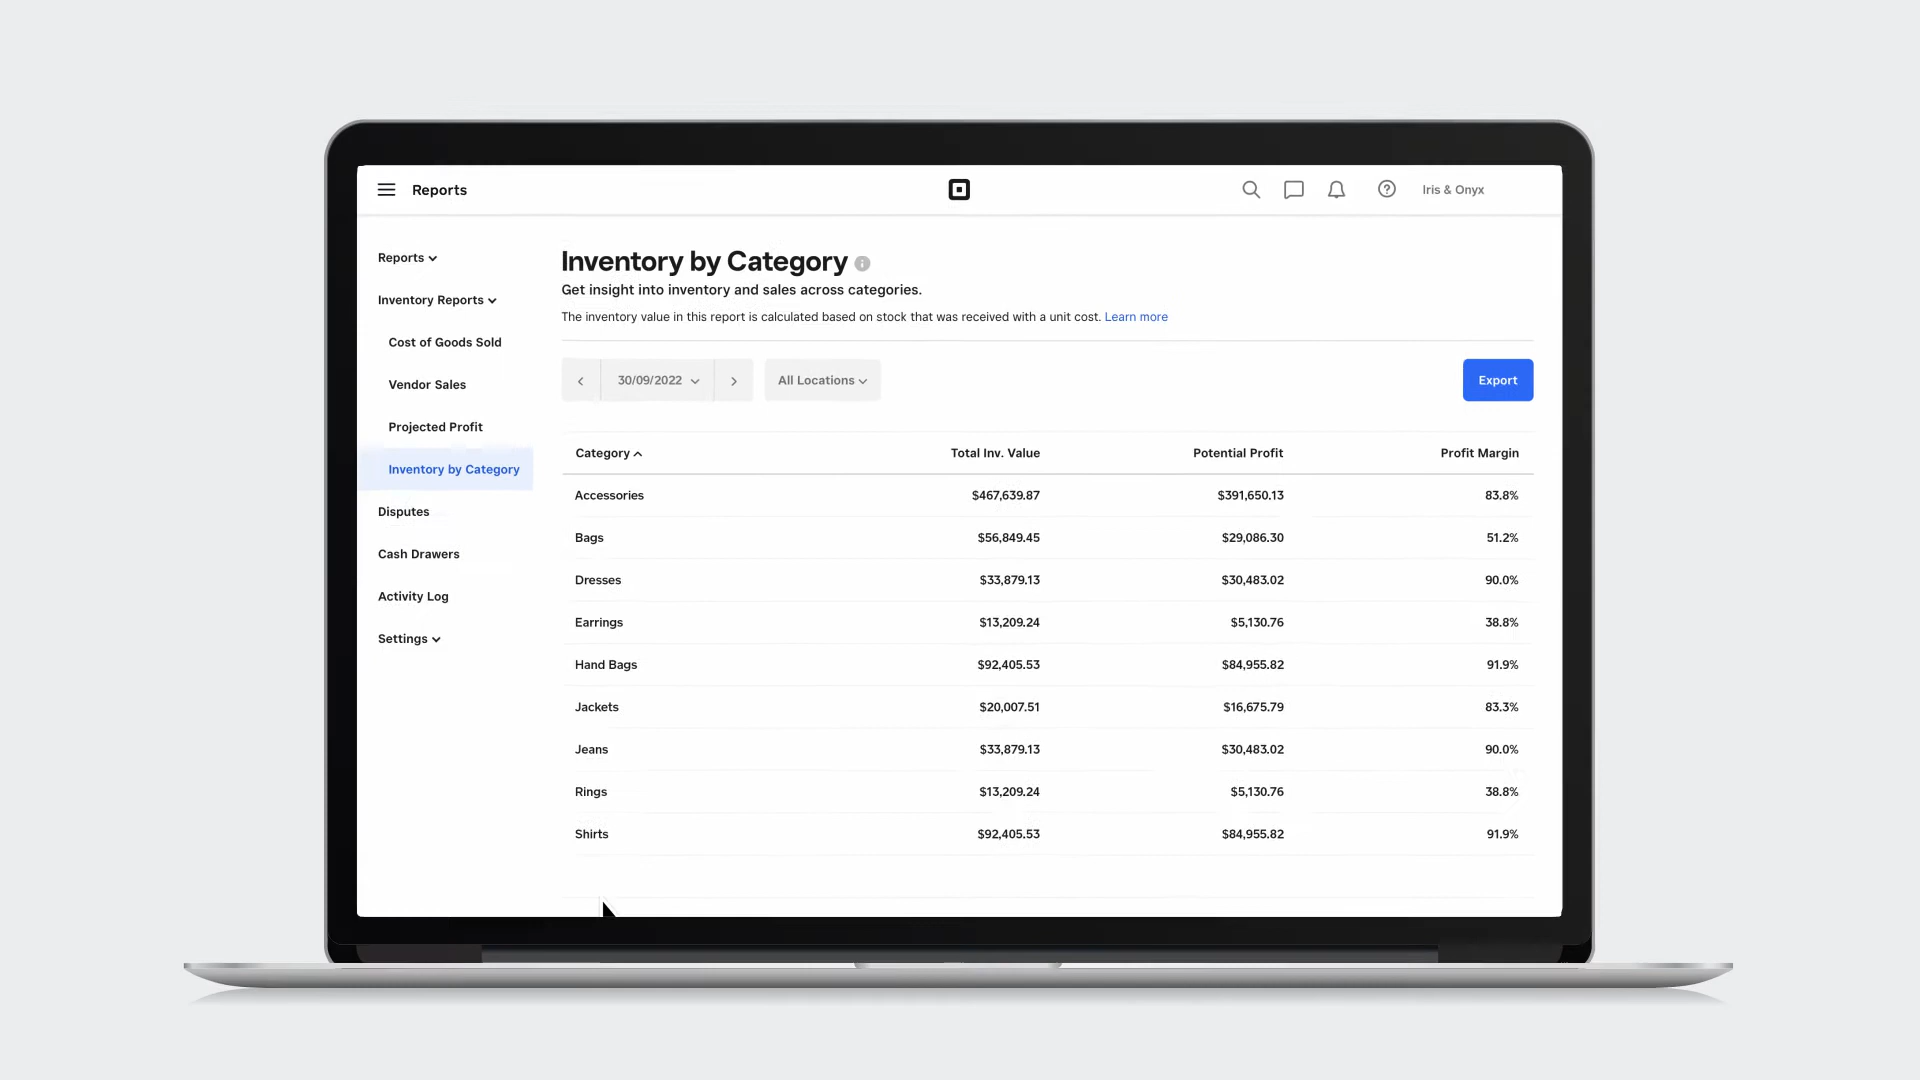 Reports
Iris & Onyx
Reports
Inventory Reports
Cost of Goods Sold
Vendor Sales
Projected Profit
Inventory by Category
Disputes
Cash Drawers
Activity Log
Settings
Inventory by Category
Get insight into inventory and sales across categories.
The inventory value in this report is calculated based on stock that was received with a unit cost. Learn more
30/09/2022 All Locations Export
Category Total Inv. Value Potential Profit Profit Margin
Accessories $467,639.87 $391,650.13 83.8%
Bags $56,849.45 $29,086.30 51.2%
Dresses $33,879.13 $30,483.02 90.0%
Earrings $13,209.24 $5,130.76 38.8%
Hand Bags $92,405.53 $84,955.82 91.9%
Jackets $20,007.51 $16,675.79 83.3%
Jeans $33,879.13 $30,483.02 90.0%
Rings $13,209.24 $5,130.76 38.8%
Shirts $92,405.53 $84,955.82 91.9%